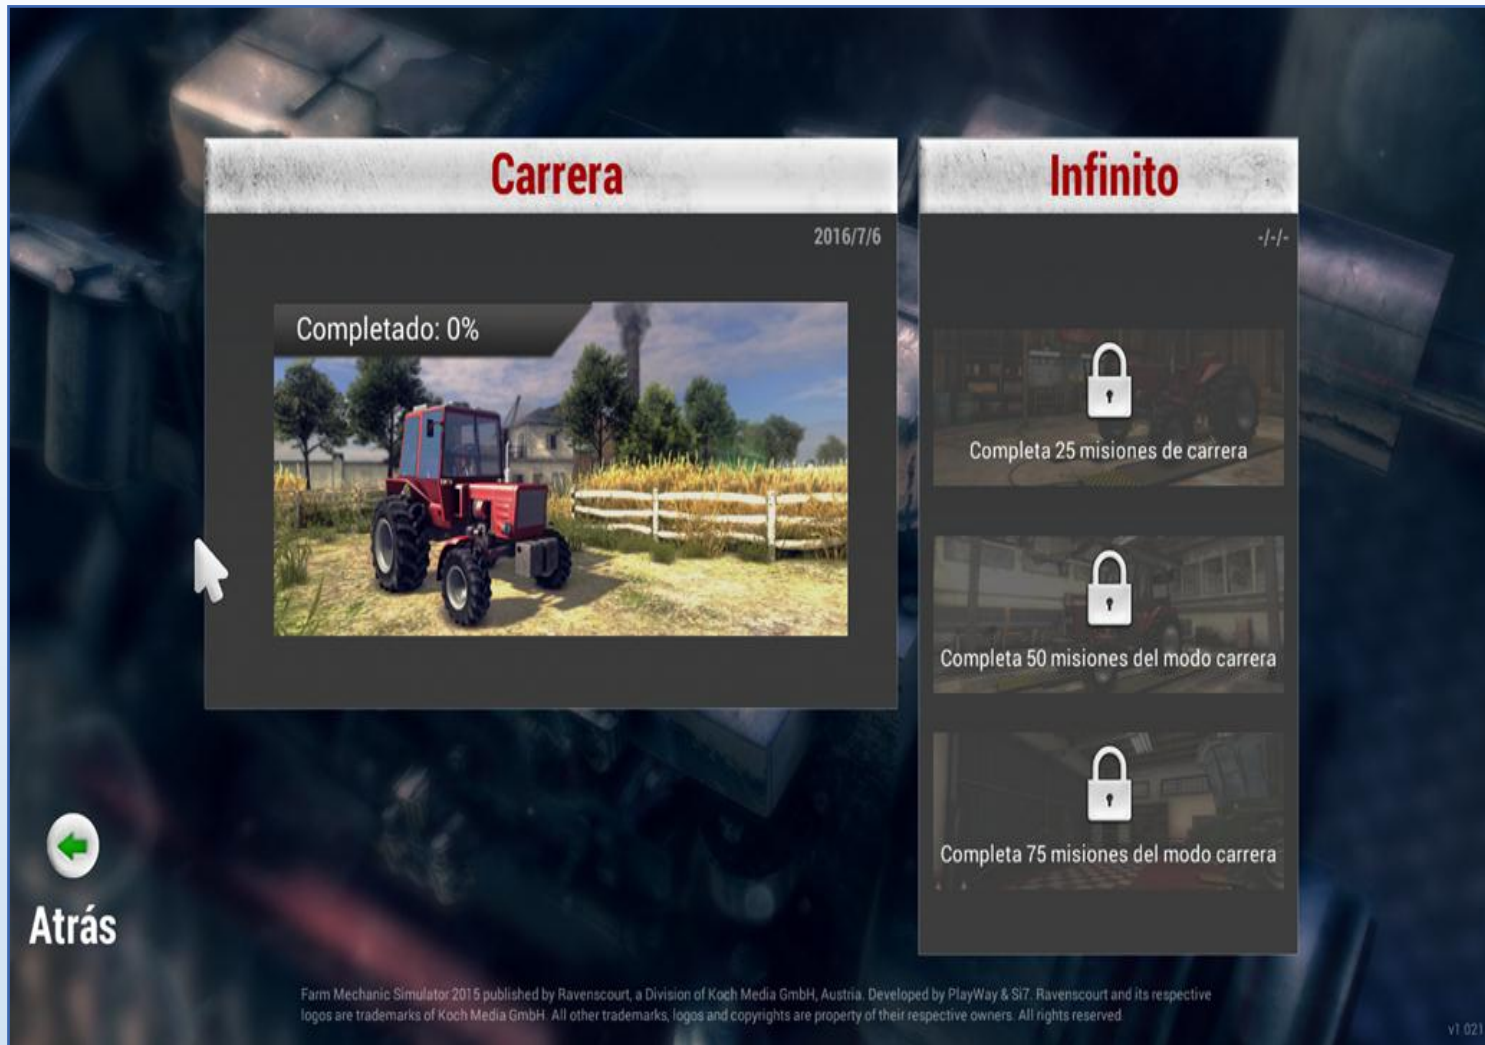 Carrera
2016/7/6
Completado: 0%
Infinito
-/-/-
Completa 25 misiones de carrera
Completa 50 misiones del modo carrera
Completa 75 misiones del modo carrera
Atrás
Farm Mechanic Simulator 2015 published by Ravenscourt, a Division of Koch Media GmbH, Austria. Developed by PlayWay & Si7. Ravenscourt and its respective
logos are trademarks of Koch Media GmbH. All other trademarks, logos and copyrights are property of their respective owners. All rights reserved.
v1.021